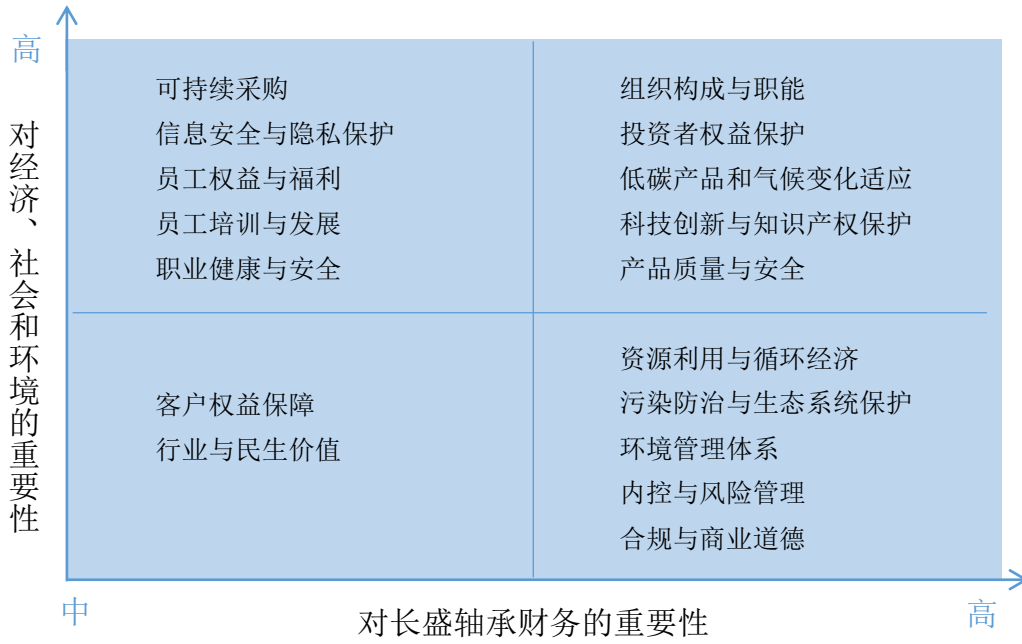 高
对经济、社会和环境的重要性
可持续采购
信息安全与隐私保护
员工权益与福利
员工培训与发展
职业健康与安全
组织构成与职能
投资者权益保护
低碳产品和气候变化适应
科技创新与知识产权保护
产品质量与安全
客户权益保障
行业与民生价值
资源利用与循环经济
污染防治与生态系统保护
环境管理体系
内控与风险管理
合规与商业道德
中
对长盛轴承财务的重要性
高